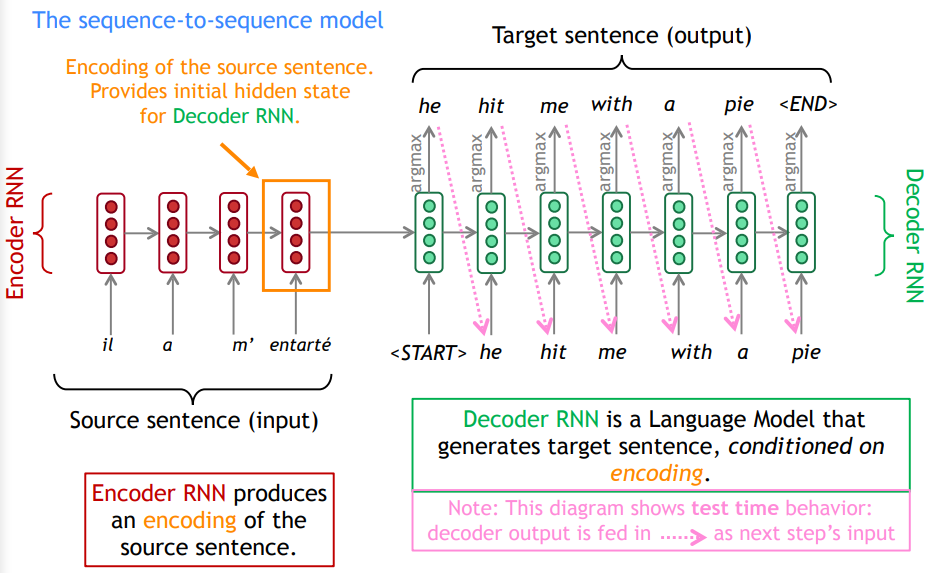 The sequence-to-sequence model
Encoding of the source sentence.
Provides initial hidden state
for Decoder RNN.
Target sentence (output)
he hit me with a pie <END>
argmax argmax argmax argmax argmax argmax argmax
Encoder RNN
Decoder RNN
il a m’ entarté
<START> he hit me with a pie
Source sentence (input)
Encoder RNN produces
an encoding of the
source sentence.
Decoder RNN is a Language Model that
generates target sentence, conditioned on
encoding.
Note: This diagram shows test time behavior:
decoder output is fed in as next step’s input